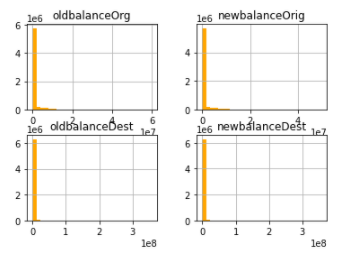 oldbalanceOrg
newbalanceOrig
1e6
1e6
6
4
2
0
4
2
0
0 2 4 6
1e7
0 2 4
1e7
oldbalanceDest
newbalanceDest
1e6
1e6
6
4
2
0
6
4
2
0
0 1 2 3
1e8
0 1 2 3
1e8